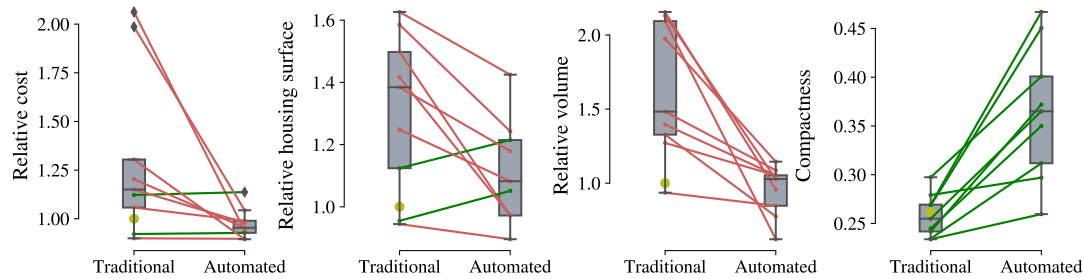 Relative cost
2.00
1.75
1.50
1.25
1.00
Traditional Automated
Relative housing surface
1.6
1.4
1.2
1.0
Traditional Automated
Relative volume
2.0
1.5
1.0
Traditional Automated
Compactness
0.45
0.40
0.35
0.30
0.25
Traditional Automated